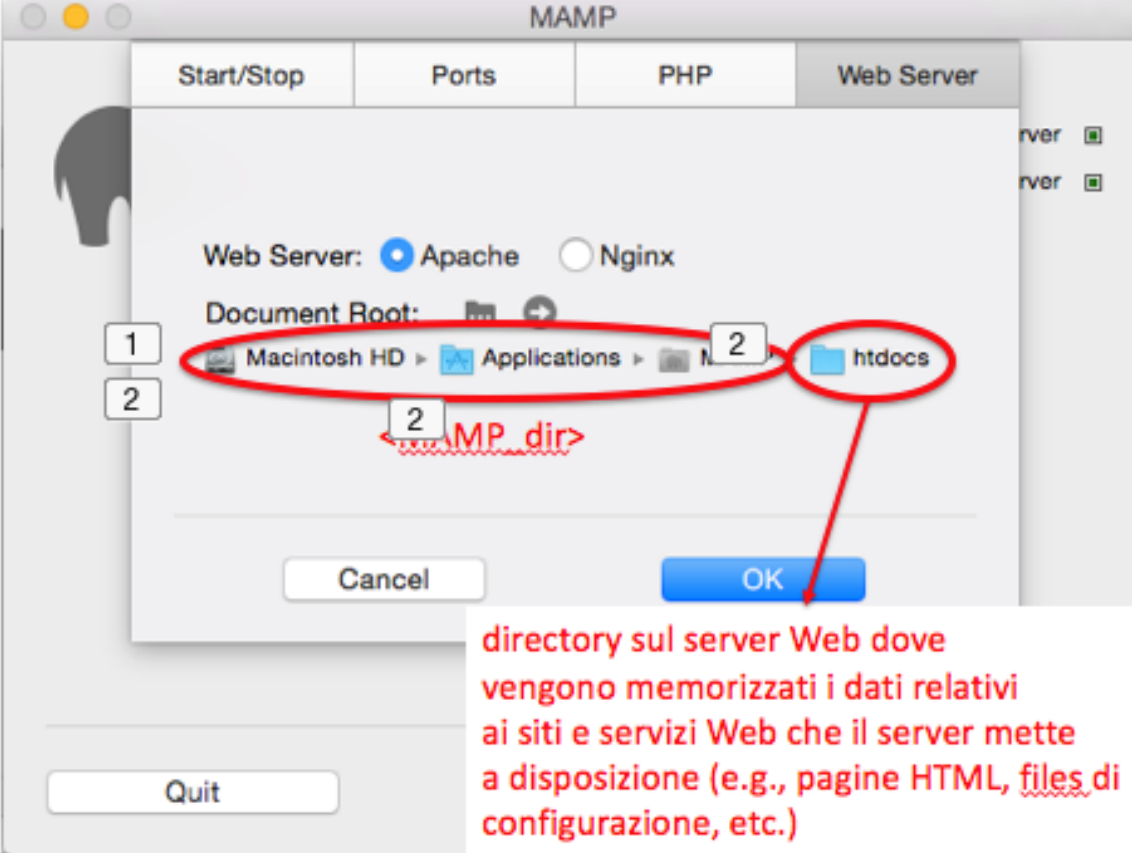 MAMP
Start/Stop Ports PHP Web Server
rver
rver
Web Server: Apache Nginx
Document Root:
1
Macintosh HD Applications 2 htdocs
2
2
_dir>
Cancel OK
directory sul server Web dove
vengono memorizzati i dati relativi
ai siti e servizi Web che il server mette
a disposizione (e.g., pagine HTML, files di
configurazione, etc.)
Quit